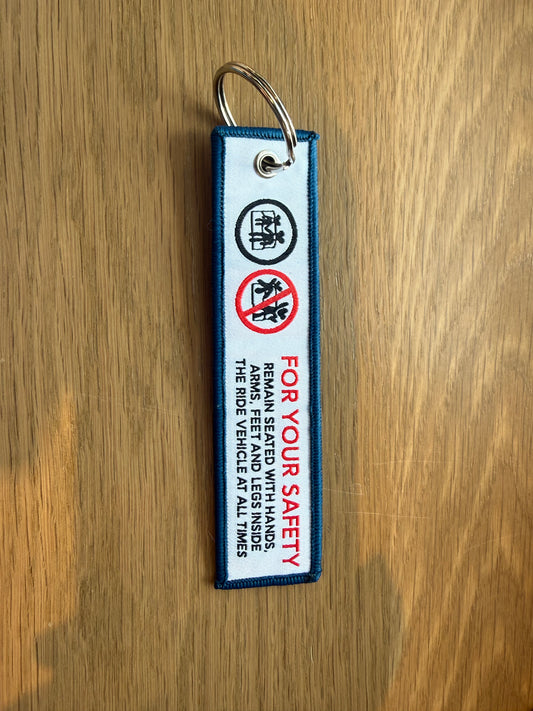 FOR YOUR SAFETY
REMAIN SEATED WITH HANDS,
ARMS, FEET AND LEGS INSIDE
THE RIDE VEHICLE AT ALL TIMES